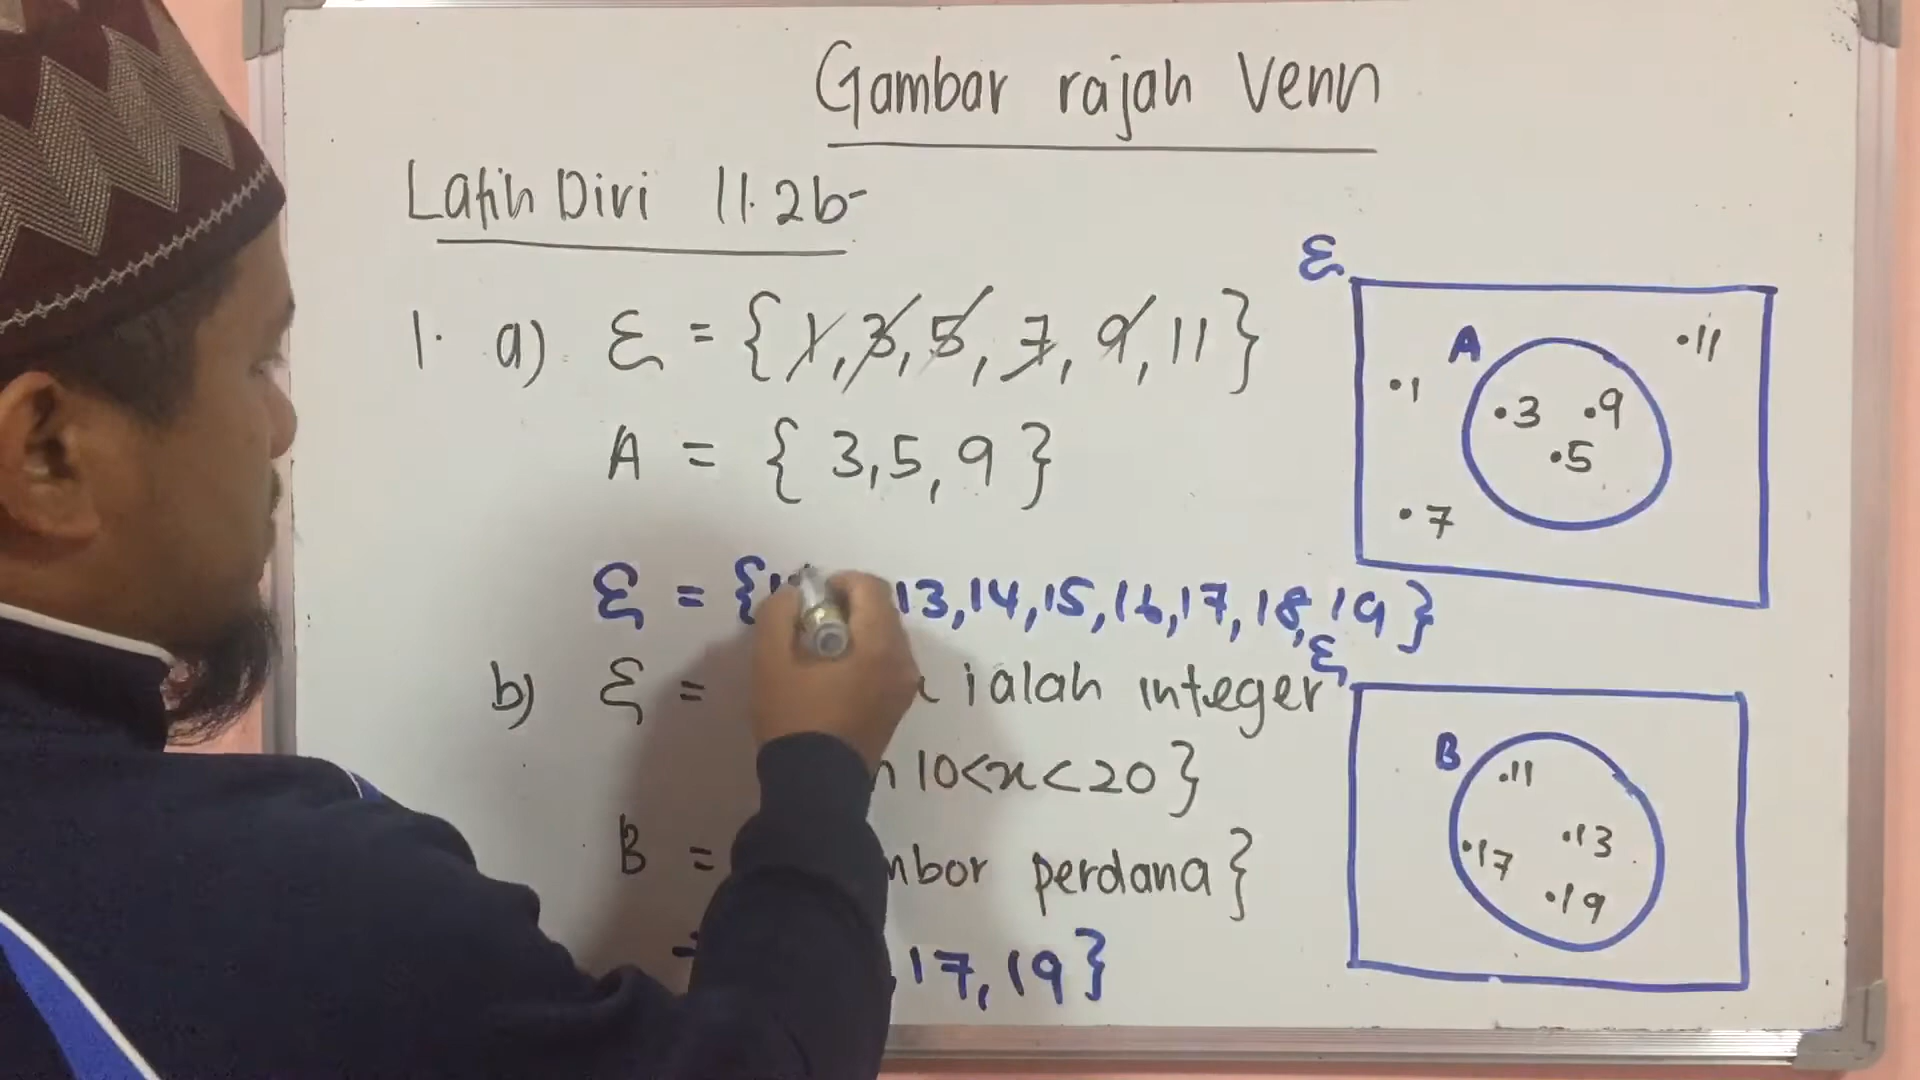 Gambar rajah Venn
Latih Diri 11.2b
1. a) ξ = {1, 3, 5, 7, 9, 11}
A = { 3, 5, 9 }
ξ
A
.11
.1
.3 .9
.5
.7
ξ = { 13, 14, 15, 16, 17, 18, 19 }
b) ξ = ialah integer
10<x<20}
B = perdana}
= 17, 19}
ξ
B
.11
.13
.17
.19